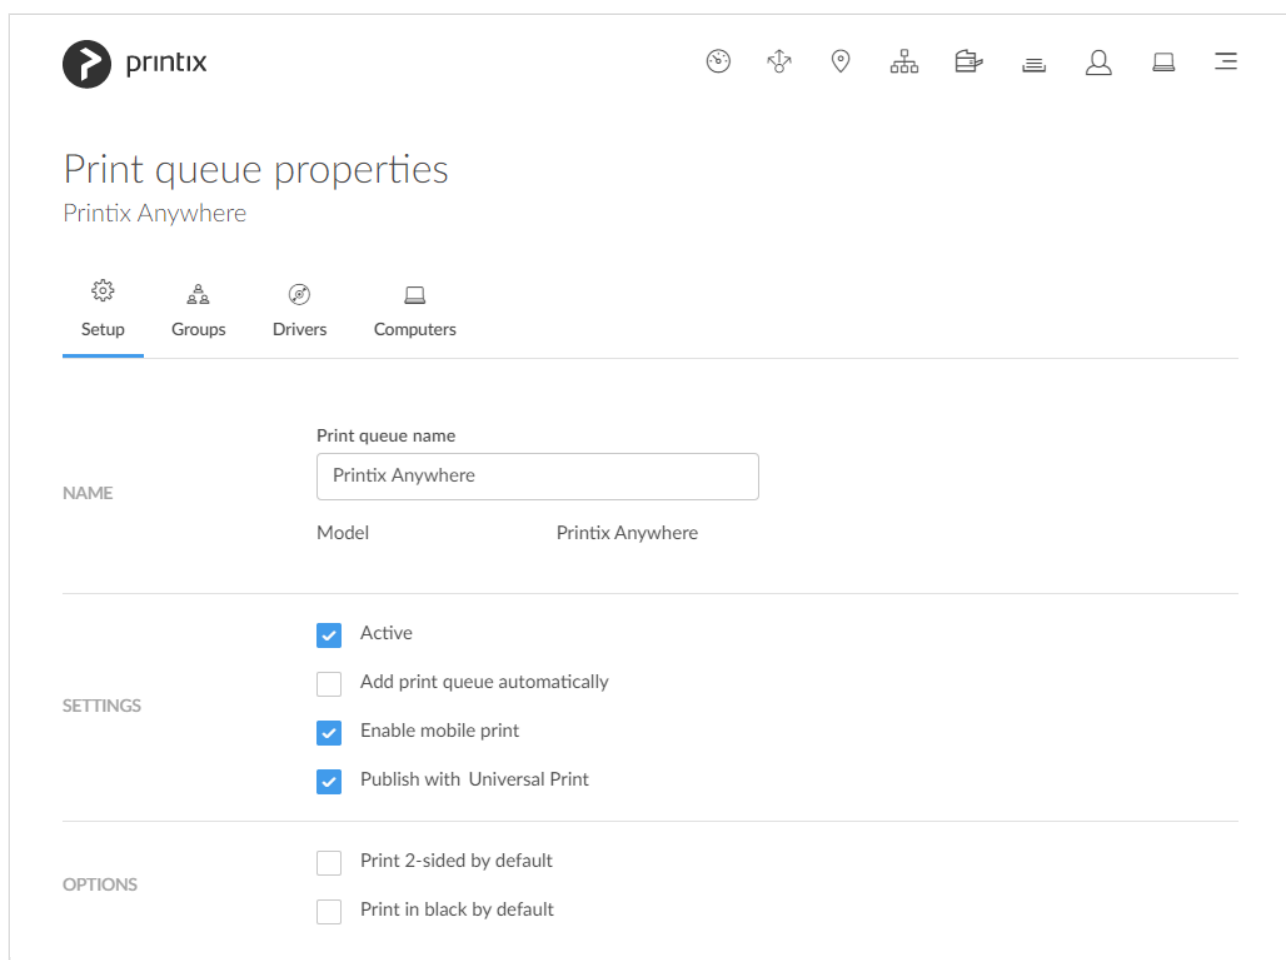 printix
Print queue properties
Printix Anywhere
Setup
Groups
Drivers
Computers
Print queue name
Printix Anywhere
NAME
Model
Printix Anywhere
Active
Add print queue automatically
SETTINGS
Enable mobile print
Publish with Universal Print
Print 2-sided by default
OPTIONS
Print in black by default